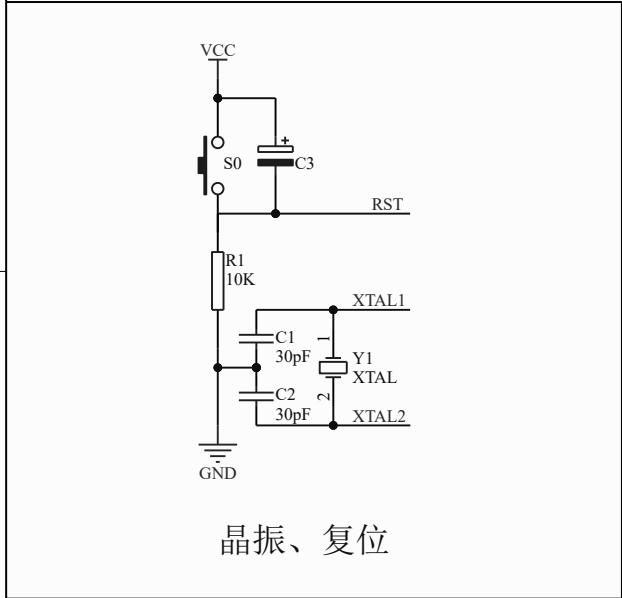 VCC
S0
+
C3
RST
R1
10K
XTAL1
C1
30pF
1
Y1
XTAL
C2
30pF
2
XTAL2
GND
晶振、复位